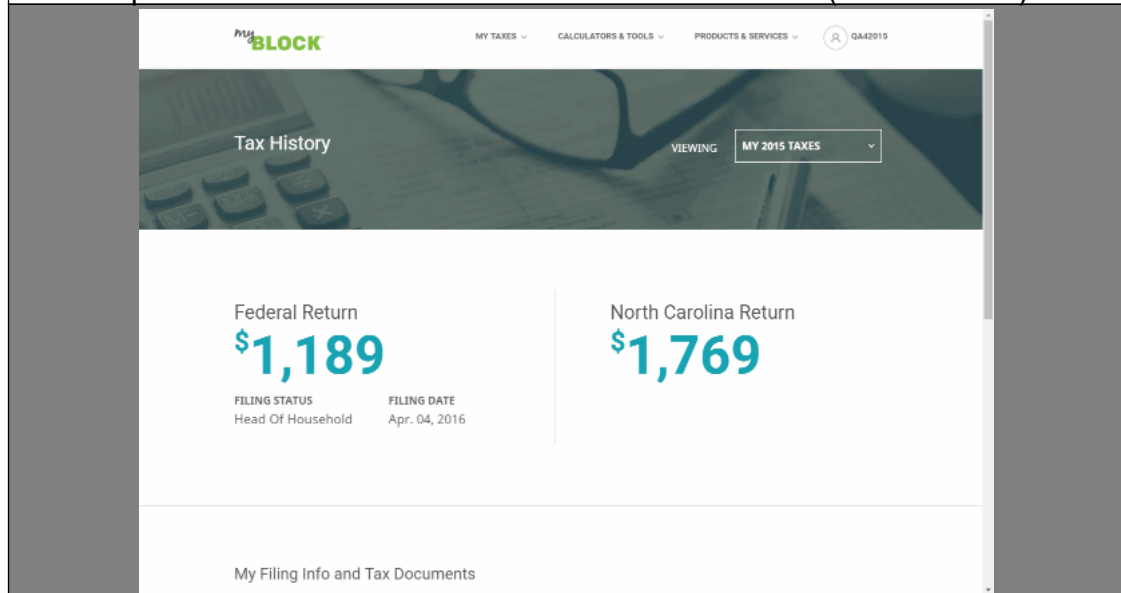 myBLOCK
MY TAXES
CALCULATORS & TOOLS
PRODUCTS & SERVICES
QA42015
Tax History
VIEWING
MY 2015 TAXES
Federal Return
$1,189
FILING STATUS
FILING DATE
Head Of Household
Apr. 04, 2016
North Carolina Return
$1,769
My Filing Info and Tax Documents